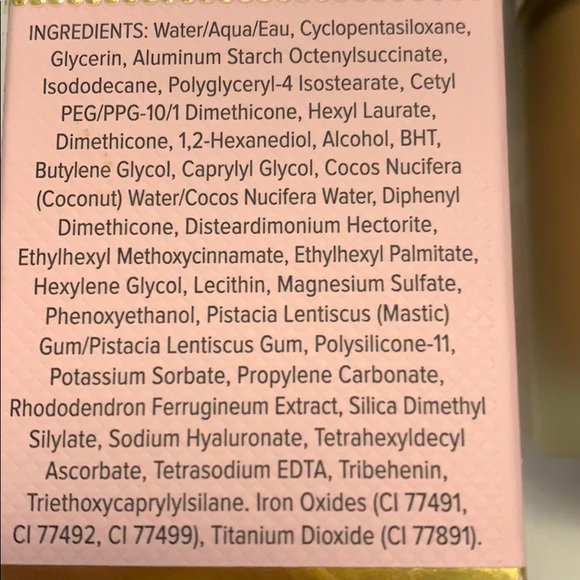 INGREDIENTS: Water/Aqua/Eau, Cyclopentasiloxane,
Glycerin, Aluminum Starch Octenylsuccinate,
Isododecane, Polyglyceryl-4 Isostearate, Cetyl
PEG/PPG-10/1 Dimethicone, Hexyl Laurate,
Dimethicone, 1,2-Hexanediol, Alcohol, BHT,
Butylene Glycol, Caprylyl Glycol, Cocos Nucifera
(Coconut) Water/Cocos Nucifera Water, Diphenyl
Dimethicone, Disteardimonium Hectorite,
Ethylhexyl Methoxycinnamate, Ethylhexyl Palmitate,
Hexylene Glycol, Lecithin, Magnesium Sulfate,
Phenoxyethanol, Pistacia Lentiscus (Mastic)
Gum/Pistacia Lentiscus Gum, Polysilicone-11,
Potassium Sorbate, Propylene Carbonate,
Rhododendron Ferrugineum Extract, Silica Dimethyl
Silylate, Sodium Hyaluronate, Tetrahexyldecyl
Ascorbate, Tetrasodium EDTA, Tribehenin,
Triethoxycaprylylsilane. Iron Oxides (CI 77491,
CI 77492, CI 77499), Titanium Dioxide (CI 77891).